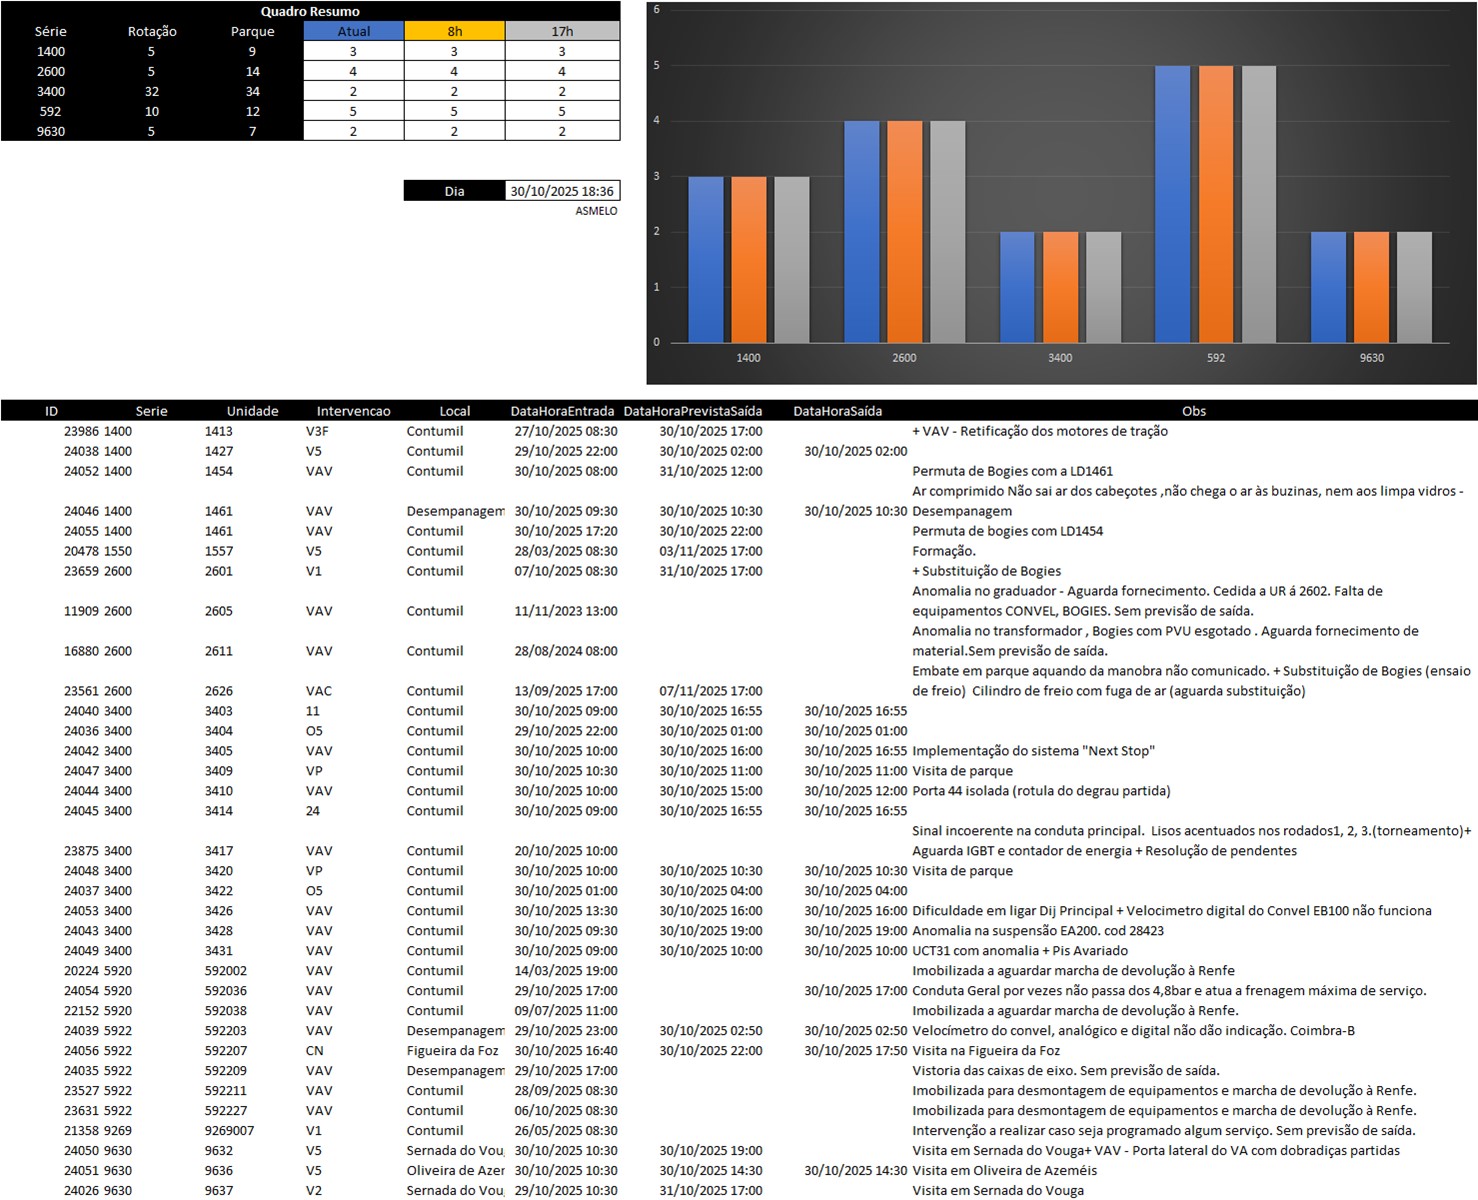 Quadro Resumo
Série Rotação Parque Atual 8h 17h
1400 5 9 3 3 3
2600 5 14 4 4 4
3400 32 34 2 2 2
592 10 12 5 5 5
9630 5 7 2 2 2
Dia 30/10/2025 18:36
ASMELO
6
5
4
3
2
1
0
1400 2600 3400 592 9630
ID Serie Unidade Intervencao Local DataHoraEntrada DataHoraPrevistaSaída DataHoraSaída Obs
23986 1400 1413 V3F Contumil 27/10/2025 08:30 30/10/2025 17:00 + VAV - Retificação dos motores de tração
24038 1400 1427 V5 Contumil 29/10/2025 22:00 30/10/2025 02:00 30/10/2025 02:00
24052 1400 1454 VAV Contumil 30/10/2025 08:00 31/10/2025 12:00 Permuta de Bogies com a LD1461
Ar comprimido Não sai ar dos cabeçotes ,não chega o ar às buzinas, nem aos limpa vidros -
24046 1400 1461 VAV Desempanagem 30/10/2025 09:30 30/10/2025 10:30 30/10/2025 10:30 Desempanagem
24055 1400 1461 VAV Contumil 30/10/2025 17:20 30/10/2025 22:00 Permuta de bogies com LD1454
20478 1550 1557 V5 Contumil 28/03/2025 08:30 03/11/2025 17:00 Formação.
23659 2600 2601 V1 Contumil 07/10/2025 08:30 31/10/2025 17:00 + Substituição de Bogies
Anomalia no graduador - Aguarda fornecimento. Cedida a UR á 2602. Falta de
11909 2600 2605 VAV Contumil 11/11/2023 13:00 equipamentos CONVEL, BOGIES. Sem previsão de saída.
Anomalia no transformador , Bogies com PVU esgotado . Aguarda fornecimento de
16880 2600 2611 VAV Contumil 28/08/2024 08:00 material.Sem previsão de saída.
Embate em parque aquando da manobra não comunicado. + Substituição de Bogies (ensaio
23561 2600 2626 VAC Contumil 13/09/2025 17:00 07/11/2025 17:00 de freio) Cilindro de freio com fuga de ar (aguarda substituição)
24040 3400 3403 11 Contumil 30/10/2025 09:00 30/10/2025 16:55 30/10/2025 16:55
24036 3400 3404 O5 Contumil 29/10/2025 22:00 30/10/2025 01:00 30/10/2025 01:00
24042 3400 3405 VAV Contumil 30/10/2025 10:00 30/10/2025 16:00 30/10/2025 16:55 Implementação do sistema "Next Stop"
24047 3400 3409 VP Contumil 30/10/2025 10:30 30/10/2025 11:00 30/10/2025 11:00 Visita de parque
24044 3400 3410 VAV Contumil 30/10/2025 10:00 30/10/2025 15:00 30/10/2025 12:00 Porta 44 isolada (rotula do degrau partida)
24045 3400 3414 24 Contumil 30/10/2025 09:00 30/10/2025 16:55 30/10/2025 16:55
Sinal incoerente na conduta principal. Lisos acentuados nos rodados1, 2, 3.(torneamento)+
23875 3400 3417 VAV Contumil 20/10/2025 10:00 Aguarda IGBT e contador de energia + Resolução de pendentes
24048 3400 3420 VP Contumil 30/10/2025 10:00 30/10/2025 10:30 30/10/2025 10:30 Visita de parque
24037 3400 3422 O5 Contumil 30/10/2025 01:00 30/10/2025 04:00 30/10/2025 04:00
24053 3400 3426 VAV Contumil 30/10/2025 13:30 30/10/2025 16:00 30/10/2025 16:00 Dificuldade em ligar Dij Principal + Velocimetro digital do Convel EB100 não funciona
24043 3400 3428 VAV Contumil 30/10/2025 09:30 30/10/2025 19:00 30/10/2025 19:00 Anomalia na suspensão EA200. cod 28423
24049 3400 3431 VAV Contumil 30/10/2025 09:00 30/10/2025 10:00 30/10/2025 10:00 UCT31 com anomalia + Pis Avariado
20224 5920 592002 VAV Contumil 14/03/2025 19:00 Imobilizada a aguardar marcha de devolução à Renfe
24054 5920 592036 VAV Contumil 29/10/2025 17:00 30/10/2025 17:00 Conduta Geral por vezes não passa dos 4,8bar e atua a frenagem máxima de serviço.
22152 5920 592038 VAV Contumil 09/07/2025 11:00 Imobilizada a aguardar marcha de devolução à Renfe.
24039 5922 592203 VAV Desempanagem 29/10/2025 23:00 30/10/2025 02:50 30/10/2025 02:50 Velocímetro do convel, analógico e digital não dão indicação. Coimbra-B
24056 5922 592207 CN Figueira da Foz 30/10/2025 16:40 30/10/2025 22:00 30/10/2025 17:50 Visita na Figueira da Foz
24035 5922 592209 VAV Desempanagem 29/10/2025 17:00 Vistoria das caixas de eixo. Sem previsão de saída.
23527 5922 592211 VAV Contumil 28/09/2025 08:30 Imobilizada para desmontagem de equipamentos e marcha de devolução à Renfe.
23631 5922 592227 VAV Contumil 06/10/2025 08:30 Imobilizada para desmontagem de equipamentos e marcha de devolução à Renfe.
21358 9269 9269007 V1 Contumil 26/05/2025 08:30 Intervenção a realizar caso seja programado algum serviço. Sem previsão de saída.
24050 9630 9632 V5 Sernada do Vou 30/10/2025 10:30 30/10/2025 19:00 Visita em Sernada do Vouga+ VAV - Porta lateral do VA com dobradiças partidas
24051 9630 9636 V5 Oliveira de Azer 30/10/2025 10:30 30/10/2025 14:30 30/10/2025 14:30 Visita em Oliveira de Azeméis
24026 9630 9637 V2 Sernada do Vou 29/10/2025 10:30 31/10/2025 17:00 Visita em Sernada do Vouga